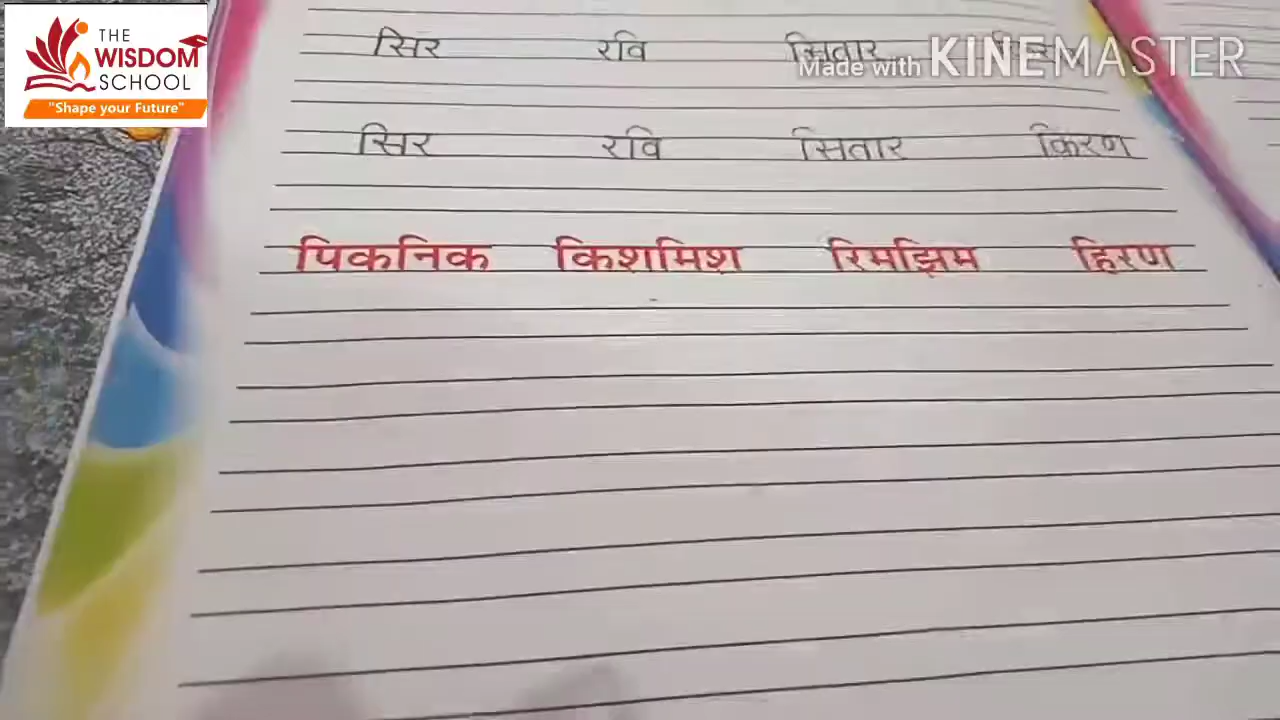 THE
WISDOM
SCHOOL
"Shape your Future"
Made with KINEMASTER
सिर रवि सितार
सिर रवि सितार किरण
पिकनिक किशमिश रिमझिम हिरण